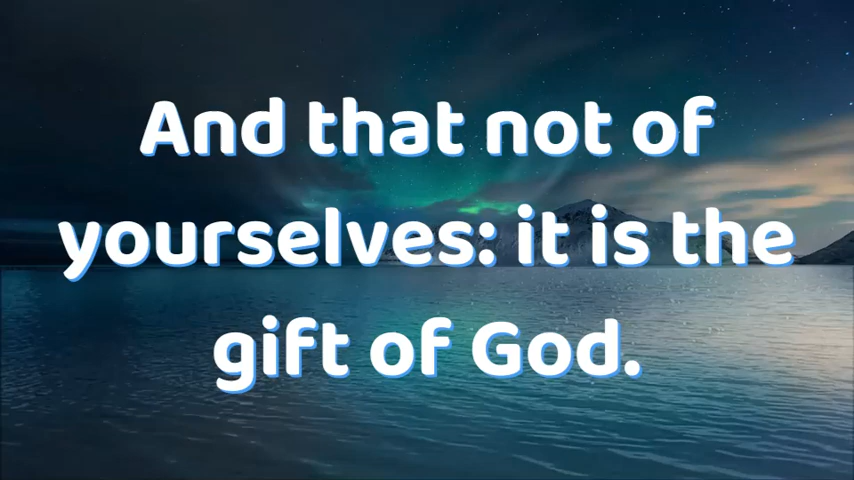 And that not of
yourselves: it is the
gift of God.